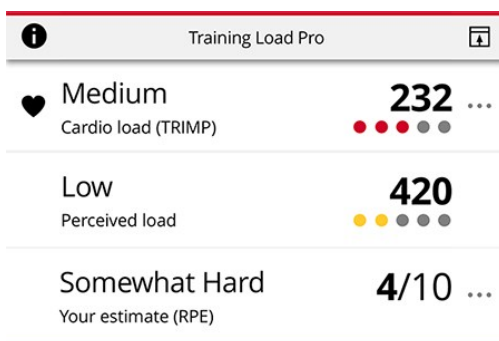 Training Load Pro
Medium 232
Cardio load (TRIMP)
Low 420
Perceived load
Somewhat Hard 4/10
Your estimate (RPE)